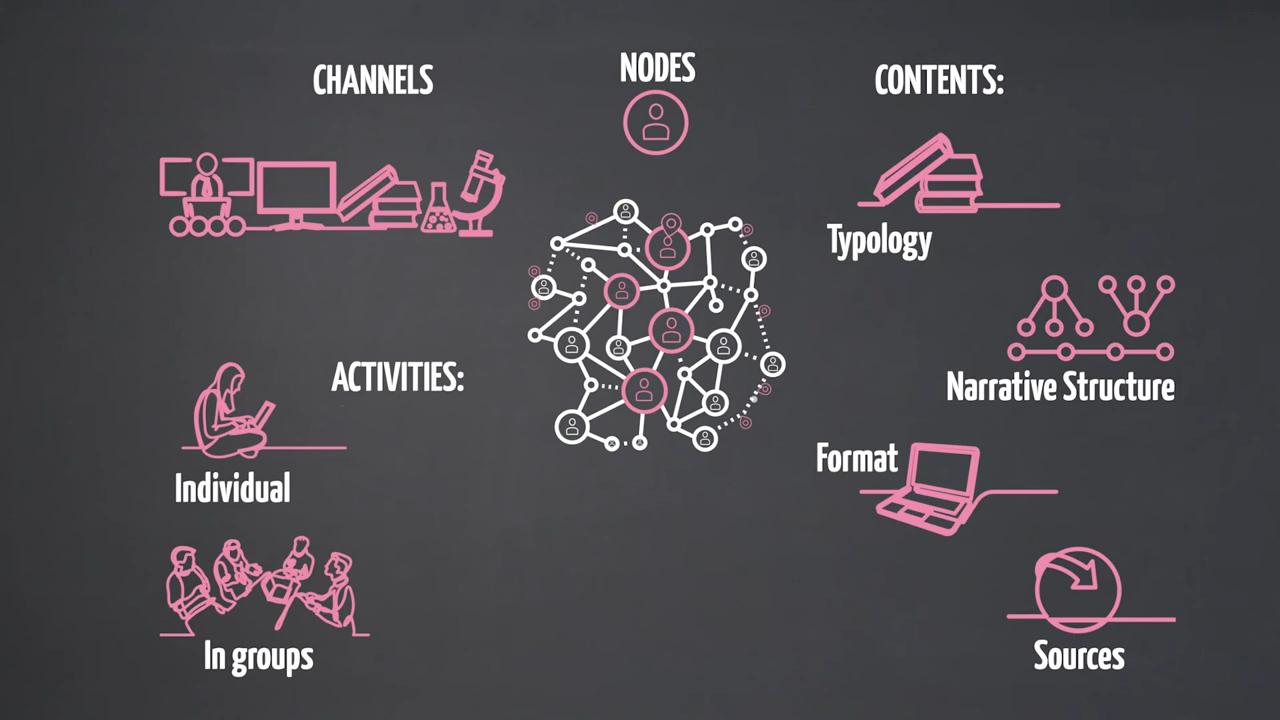 CHANNELS
NODES
CONTENTS:
Typology
ACTIVITIES:
Narrative Structure
Individual
Format
In groups
Sources